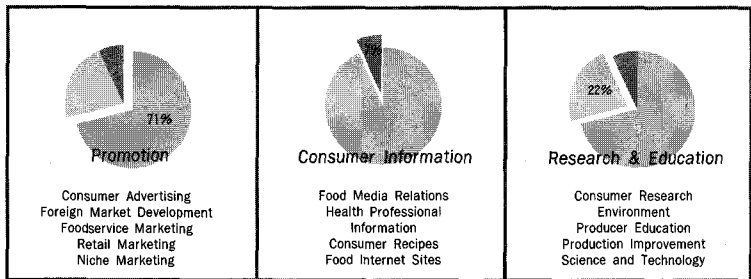 71%
Promotion
Consumer Advertising
Foreign Market Development
Foodservice Marketing
Retail Marketing
Niche Marketing
7%
Consumer Information
Food Media Relations
Health Professional
Information
Consumer Recipes
Food Internet Sites
22%
Research & Education
Consumer Research
Environment
Producer Education
Production Improvement
Science and Technology